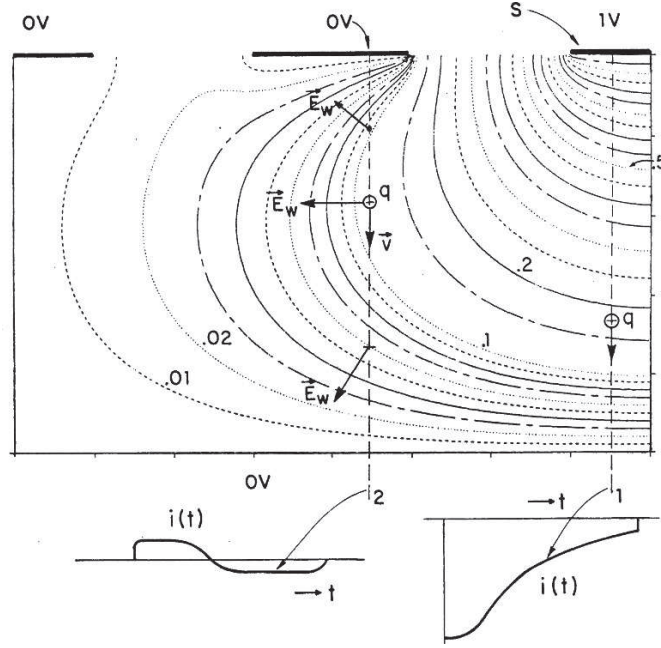 0V
0V
S
1V
E_W
.5
E_W
q
v
.2
q
.1
.02
.01
E_W
0V
2
1
i(t)
t
t
i(t)